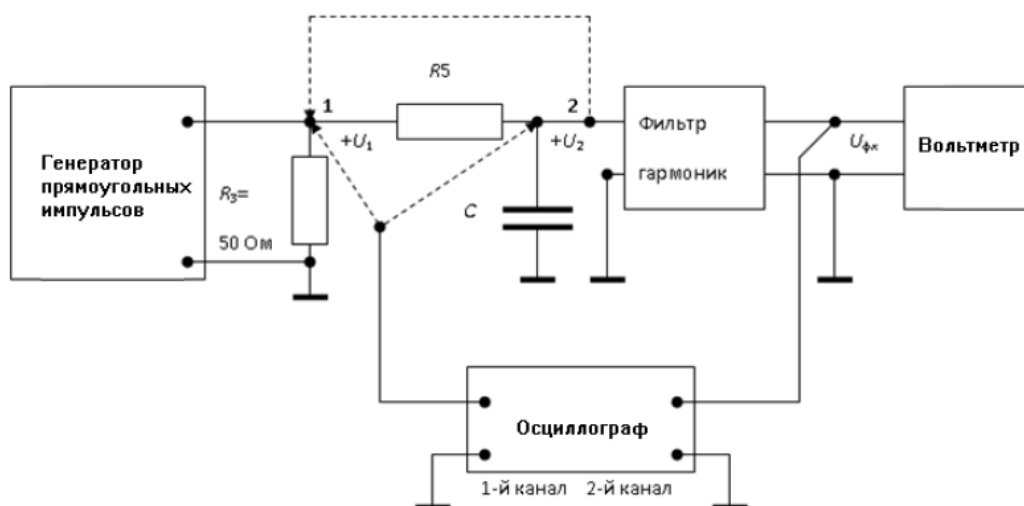 R5
1
2
+U₁
+U₂
Генератор
прямоугольных
импульсов
R₃=
50 Ом
C
Фильтр
гармоник
Uфк
Вольтметр
Осциллограф
1-й канал 2-й канал